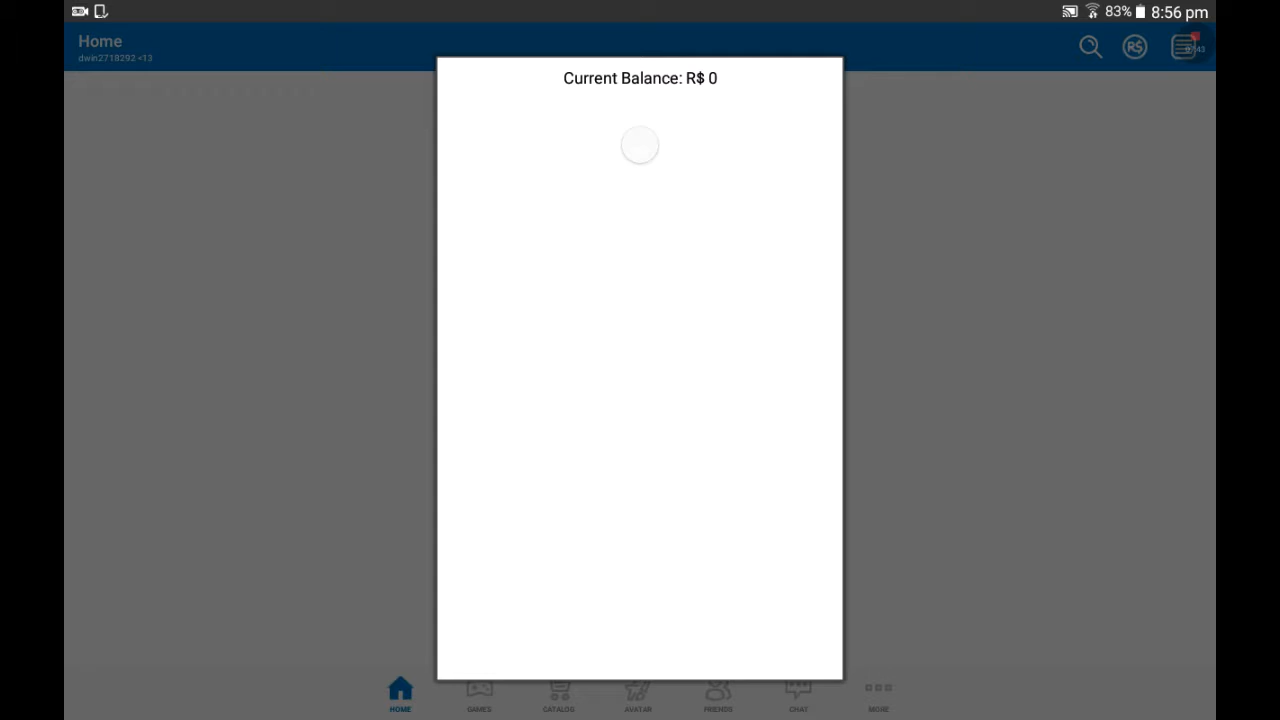 83% 8:56 pm
Home
dwin2718292 <13
R$
Current Balance: R$ 0
HOME GAMES CATALOG AVATAR FRIENDS CHAT MORE